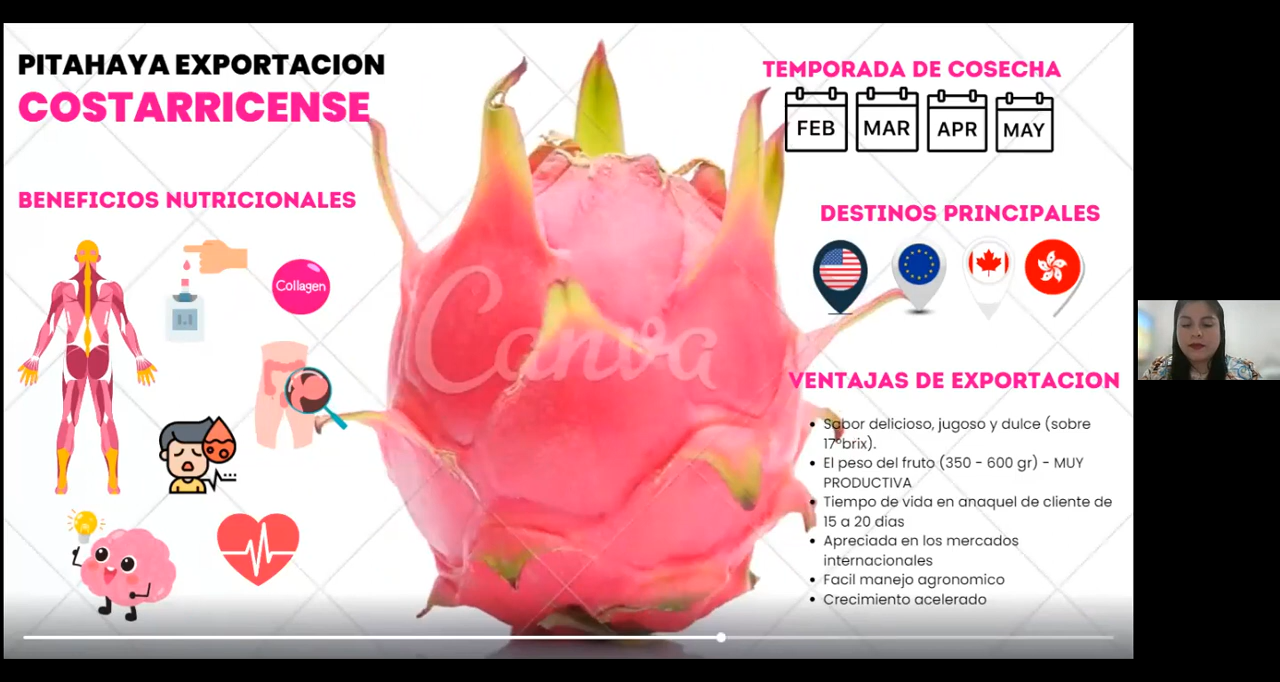 PITAHAYA EXPORTACION
COSTARRICENSE
BENEFICIOS NUTRICIONALES
Collagen
TEMPORADA DE COSECHA
FEB MAR APR MAY
DESTINOS PRINCIPALES
VENTAJAS DE EXPORTACION
• Sabor delicioso, jugoso y dulce (sobre
17°brix).
• El peso del fruto (350 - 600 gr) - MUY
PRODUCTIVA
• Tiempo de vida en anaquel de cliente de
15 a 20 dias
• Apreciada en los mercados
internacionales
• Facil manejo agronomico
• Crecimiento acelerado
Canva